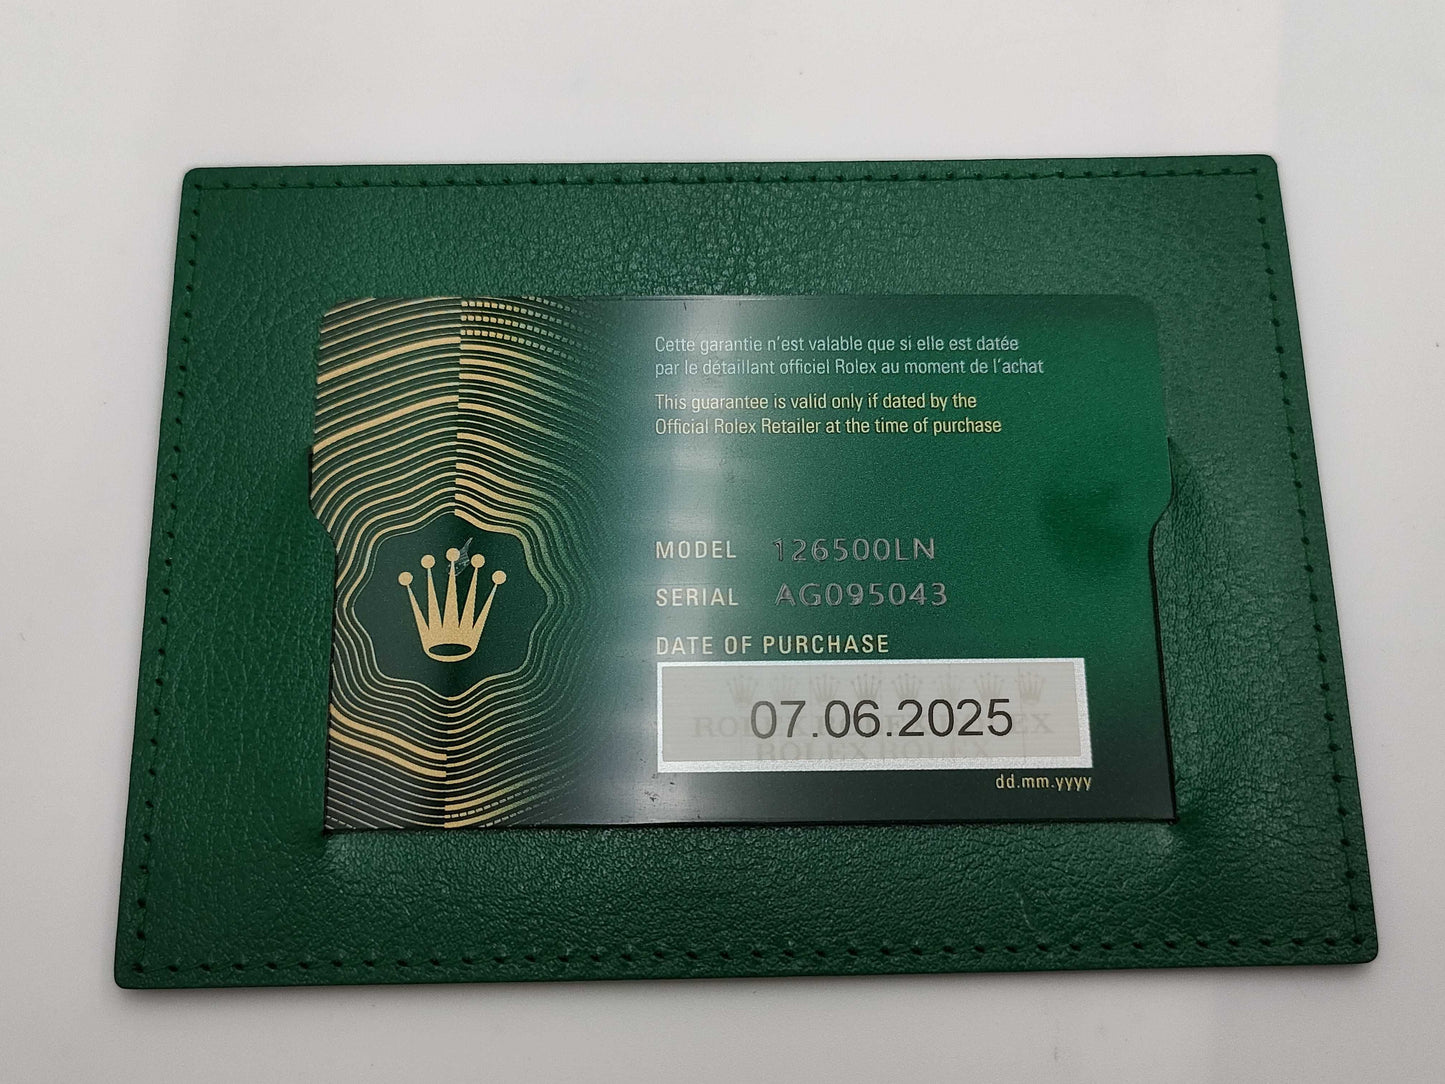 Cette garantie n'est valable que si elle est datée
par le détaillant officiel Rolex au moment de l'achat
This guarantee is valid only if dated by the
Official Rolex Retailer at the time of purchase
MODEL 126500LN
SERIAL AG095043
DATE OF PURCHASE
07.06.2025
ROLEX ROLEX
dd.mm.yyyy